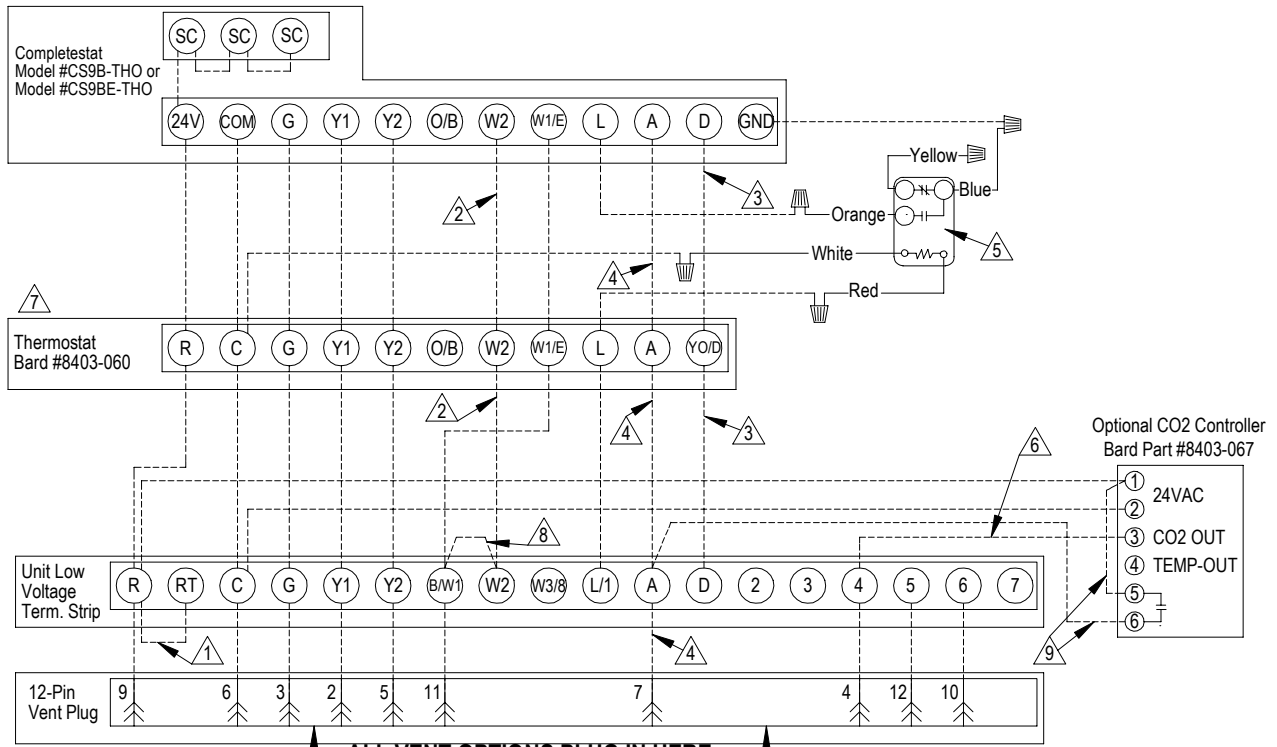 SC SC SC
Completestat
Model #CS9B-THO or
Model #CS9BE-THO
24V COM G Y1 Y2 O/B W2 W1/E L A D GND
Yellow
Blue
2
3
Orange
5
White
4
Red
7
Thermostat
Bard #8403-060
R C G Y1 Y2 O/B W2 W1/E L A YO/D
2
4
3
6
Optional CO2 Controller
Bard Part #8403-067
1
24VAC
2
3 CO2 OUT
4 TEMP-OUT
5
6
8
9
Unit Low
Voltage
Term. Strip
R RT C G Y1 Y2 B/W1 W2 W3/8 L/1 A D 2 3 4 5 6 7
1
4
12-Pin
Vent Plug
9 6 3 2 5 11 7 4 12 10
ALL VENT OPTIONS PLUG IN HERE